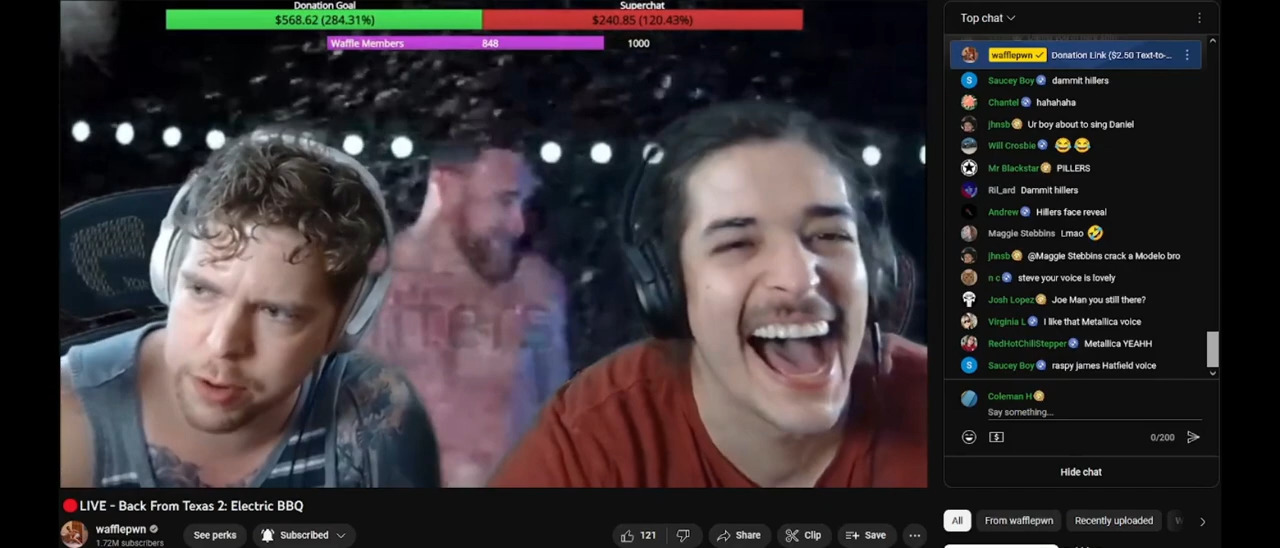 Donation Goal
Superchat
$568.62 (284.31%)
$240.85 (120.43%)
Waffle Members 848 1000
LIVE - Back From Texas 2: Electric BBQ
wafflepwn
1.72M subscribers
See perks
Subscribed
121
Share
Clip
Save
Top chat
wafflepwn Donation Link ($2.50 Text-to-...
Saucey Boy dammit hillers
Chantel hahahaha
jhnsb Ur boy about to sing Daniel
Will Crosbie
Mr Blackstar PILLERS
Ril_ard Dammit hillers
Andrew Hillers face reveal
Maggie Stebbins Lmao
jhnsb @Maggie Stebbins crack a Modelo bro
n c steve your voice is lovely
Josh Lopez Joe Man you still there?
Virginia L I like that Metallica voice
RedHotChiliStepper Metallica YEAHH
Saucey Boy raspy james Hatfield voice
Coleman H
Say something...
0/200
Hide chat
All
From wafflepwn
Recently uploaded